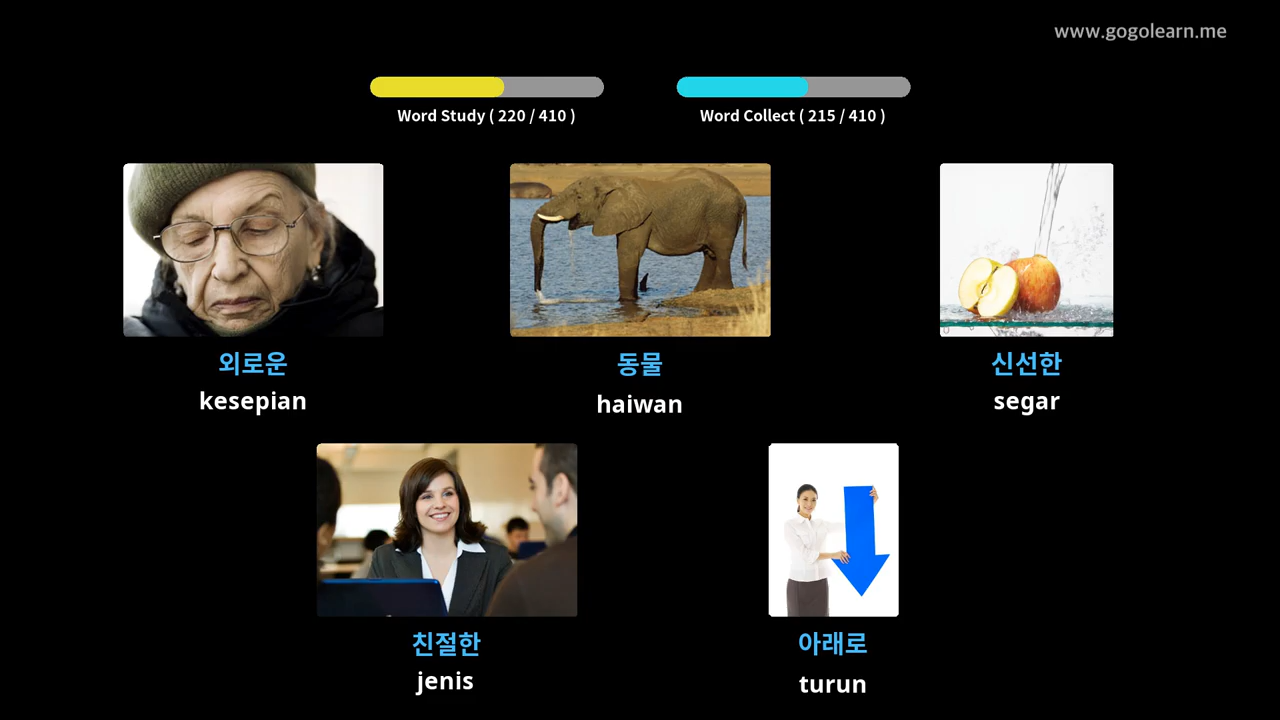 www.gogolearn.me
Word Study ( 220 / 410 )
Word Collect ( 215 / 410 )
외로운
kesepian
동물
haiwan
신선한
segar
친절한
jenis
아래로
turun